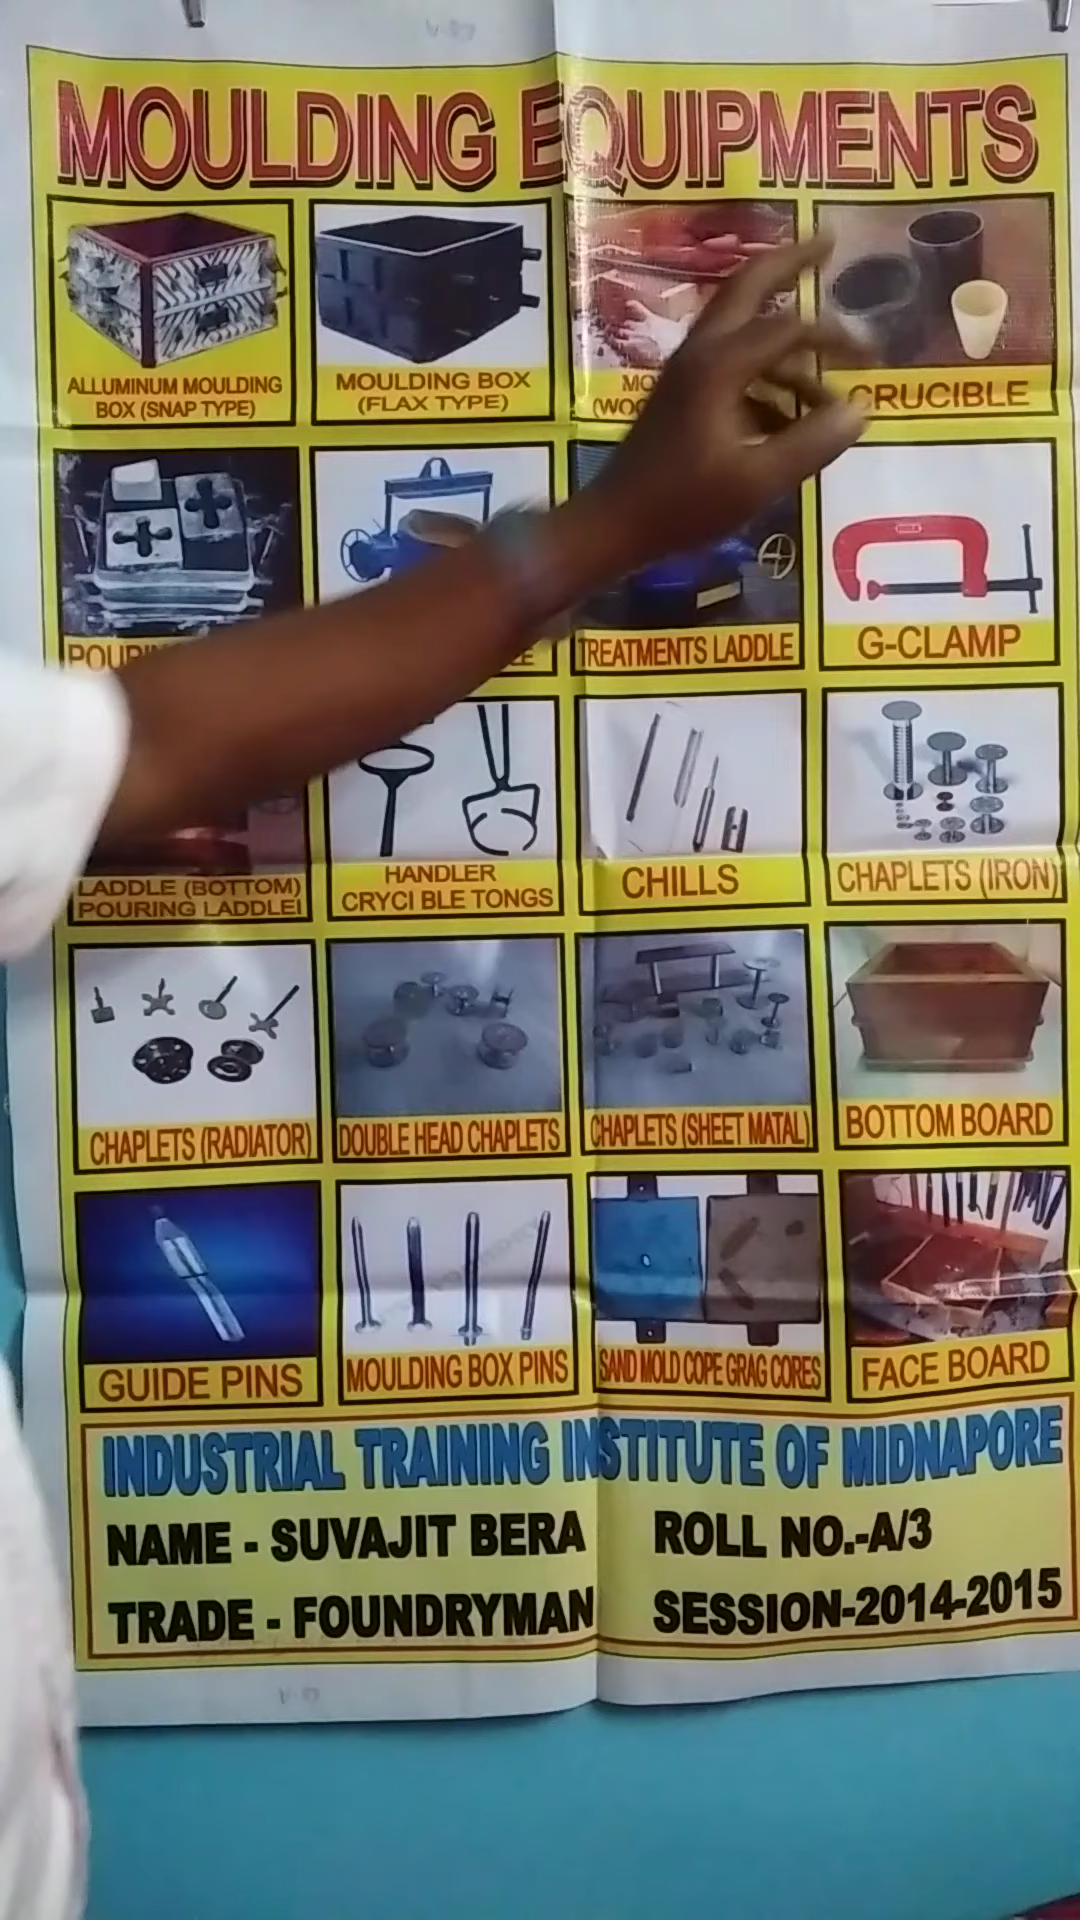 MOULDING EQUIPMENTS
ALLUMINUM MOULDING
BOX (SNAP TYPE)
MOULDING BOX
(FLAX TYPE)
CRUCIBLE
TREATMENTS LADDLE
G-CLAMP
LADDLE (BOTTOM)
POURING LADDLEI
HANDLER
CRYCI BLE TONGS
CHILLS
CHAPLETS (IRON)
CHAPLETS (RADIATOR)
DOUBLE HEAD CHAPLETS
CHAPLETS (SHEET MATAL)
BOTTOM BOARD
GUIDE PINS
MOULDING BOX PINS
SAND MOLD COPE GRAG CORES
FACE BOARD
INDUSTRIAL TRAINING INSTITUTE OF MIDNAPORE
NAME - SUVAJIT BERA ROLL NO.-A/3
TRADE - FOUNDRYMAN SESSION-2014-2015